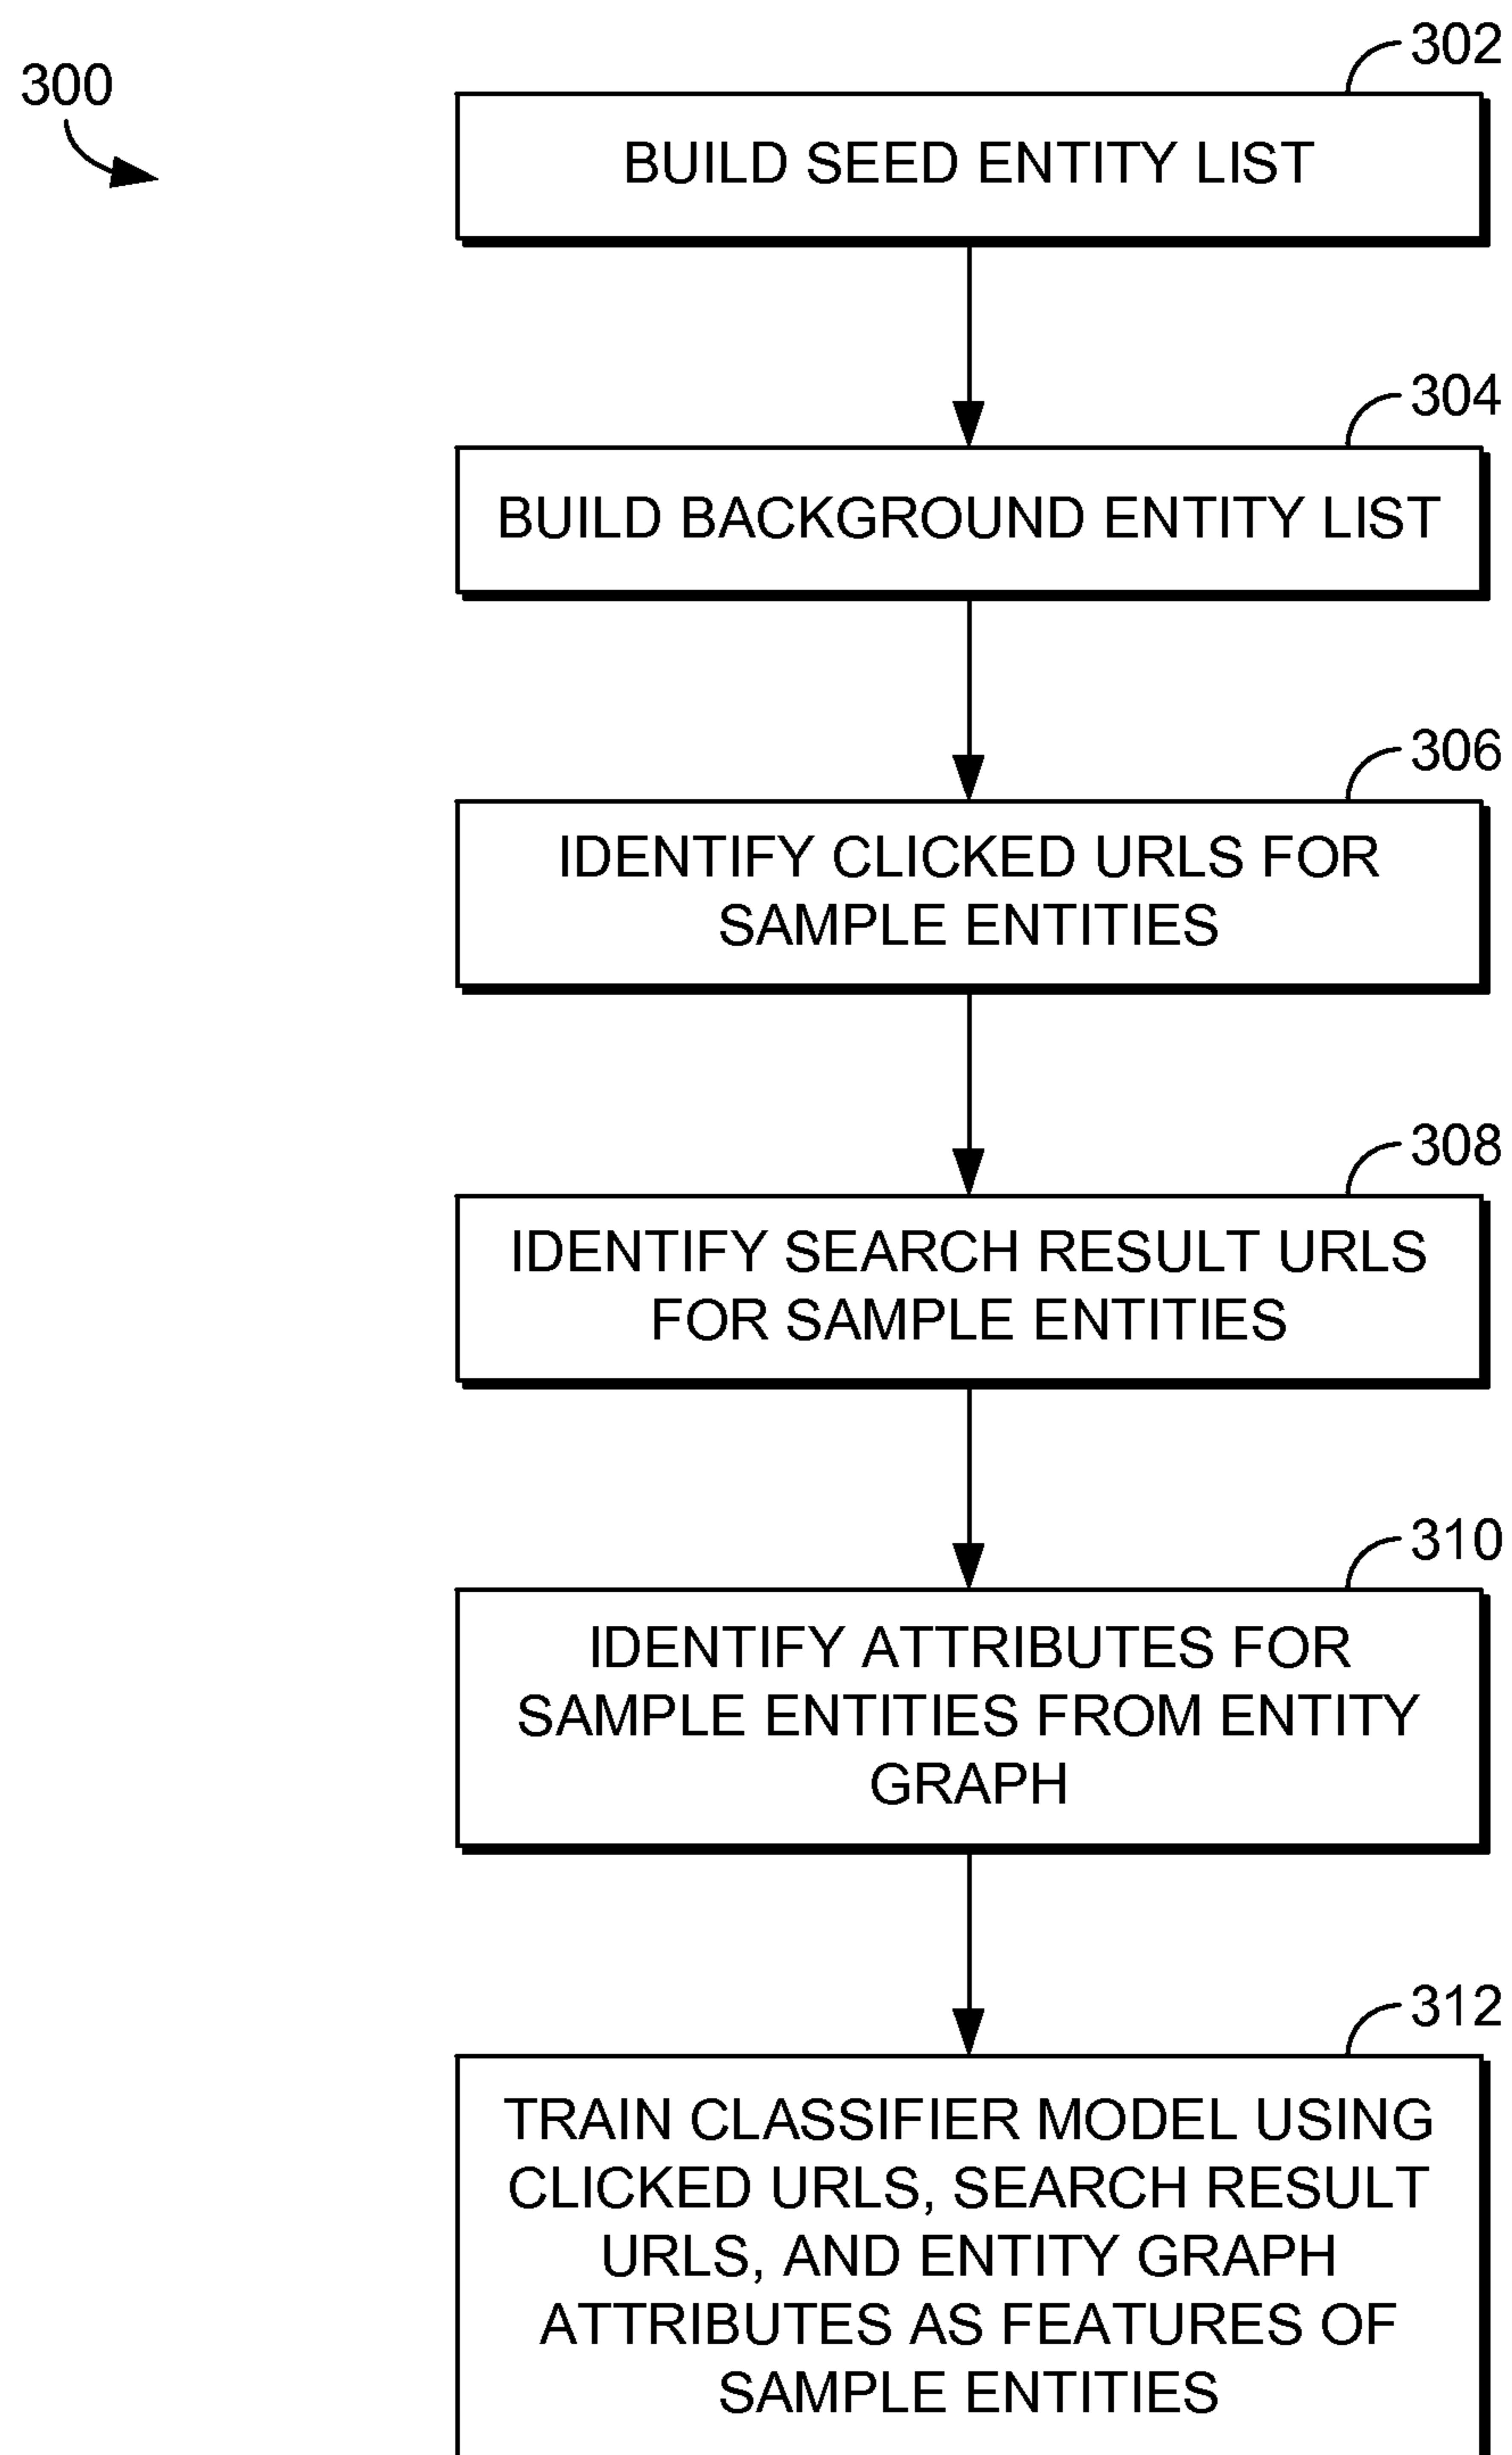 300
302
BUILD SEED ENTITY LIST
304
BUILD BACKGROUND ENTITY LIST
306
IDENTIFY CLICKED URLS FOR
SAMPLE ENTITIES
308
IDENTIFY SEARCH RESULT URLS
FOR SAMPLE ENTITIES
310
IDENTIFY ATTRIBUTES FOR
SAMPLE ENTITIES FROM ENTITY
GRAPH
312
TRAIN CLASSIFIER MODEL USING
CLICKED URLS, SEARCH RESULT
URLS, AND ENTITY GRAPH
ATTRIBUTES AS FEATURES OF
SAMPLE ENTITIES